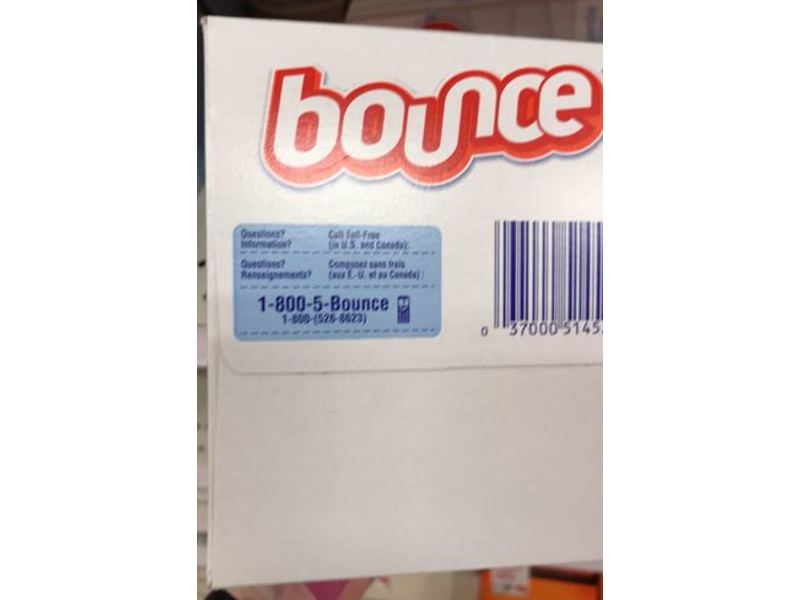 bounce
Questions? Call Toll-Free
Information? (in U.S. and Canada):
Questions? Composez sans frais
Renseignements? (aux É.-U. et au Canada) :
1-800-5-Bounce
1-800-(526-8623)
0 37000 5145